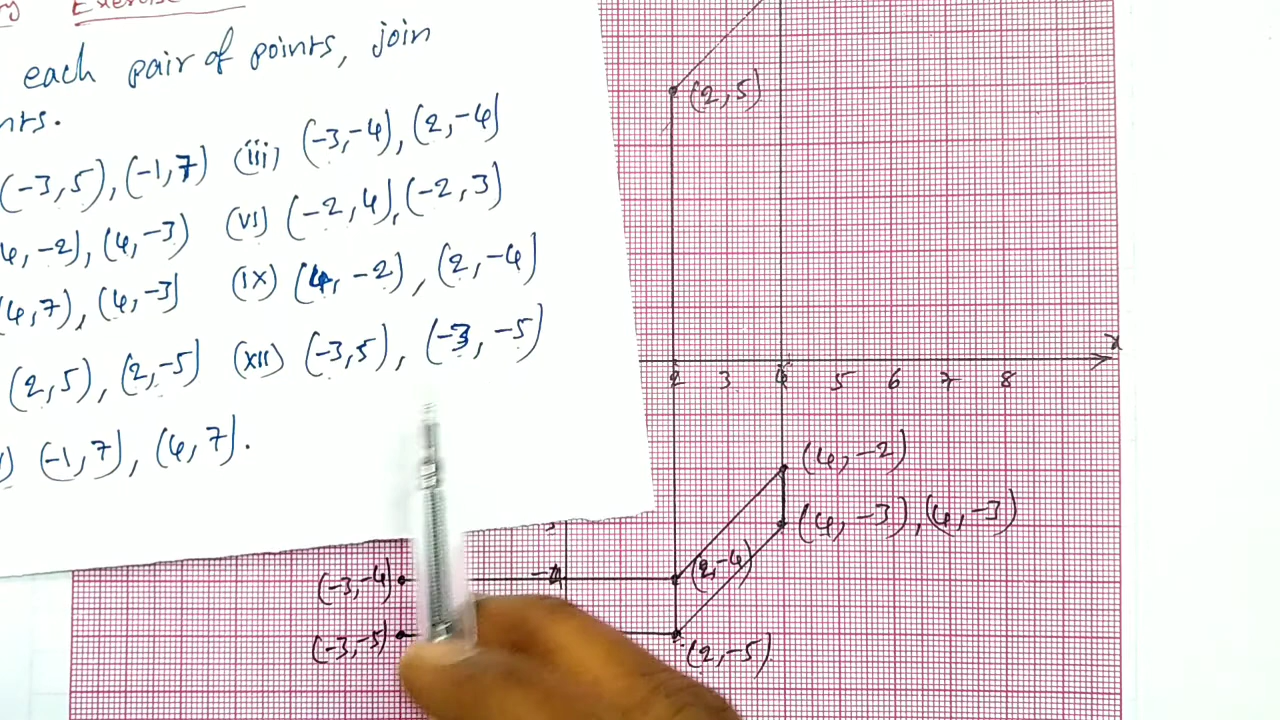 Exercise
each pair of points, join
nts.
(-3,5), (-1,7) (iii) (-3,-4), (2,-4)
4,-2), (4,-3) (vi) (-2,4), (-2,3)
(4,7), (4,-3) (ix) (4,-2), (2,-4)
(2,5), (2,-5) (xii) (-3,5), (-3,-5)
) (-1,7), (4,7).
(2,5)
x
2 3 4 5 6 7 8
(4,-2)
(4,-3), (4,-3)
(-3,-4) -4 (2,-4)
(-3,-5) (2,-5)